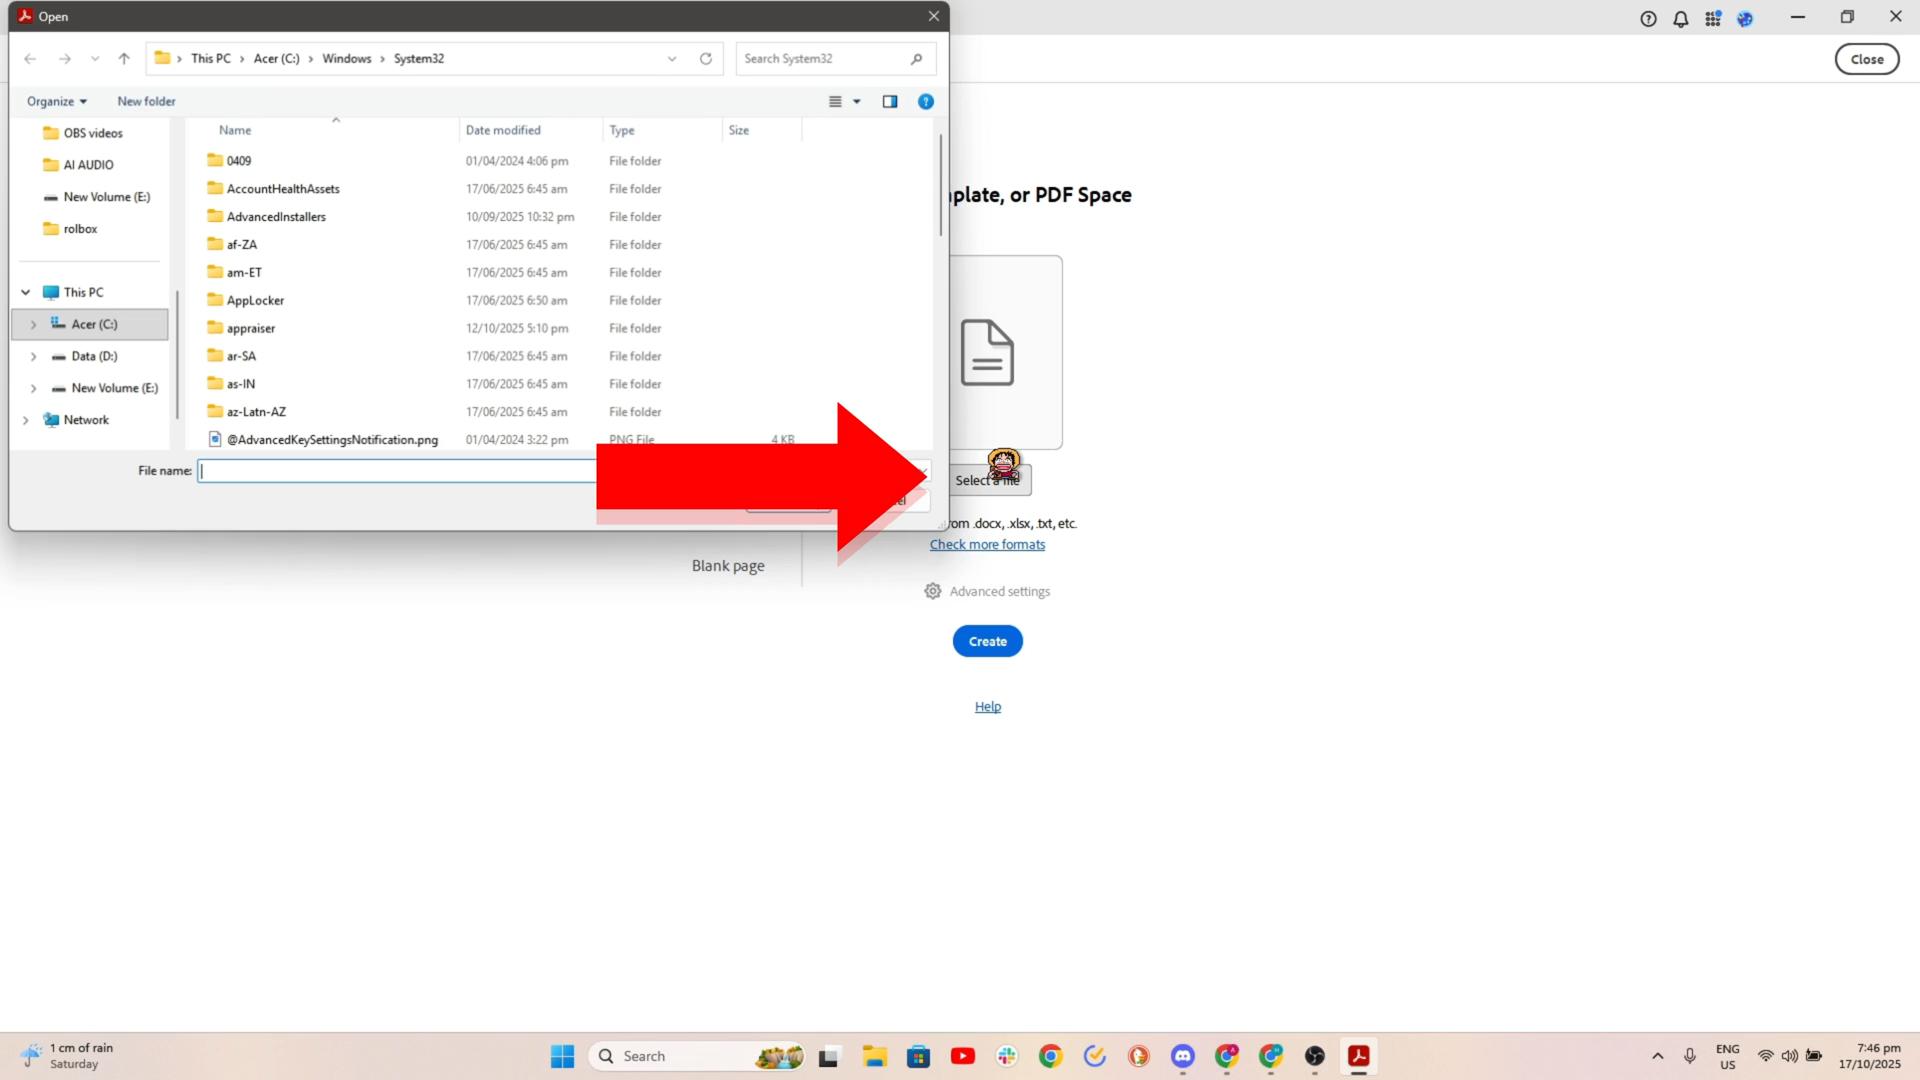 Open
This PC > Acer (C:) > Windows > System32
Search System32
Close
Organize
New folder
OBS videos
AI AUDIO
New Volume (E:)
rolbox
This PC
Acer (C:)
Data (D:)
New Volume (E:)
Network
Name Date modified Type Size
0409 01/04/2024 4:06 pm File folder
AccountHealthAssets 17/06/2025 6:45 am File folder
AdvancedInstallers 10/09/2025 10:32 pm File folder
af-ZA 17/06/2025 6:45 am File folder
am-ET 17/06/2025 6:45 am File folder
AppLocker 17/06/2025 6:50 am File folder
appraiser 12/10/2025 5:10 pm File folder
ar-SA 17/06/2025 6:45 am File folder
as-IN 17/06/2025 6:45 am File folder
az-Latn-AZ 17/06/2025 6:45 am File folder
@AdvancedKeySettingsNotification.png 01/04/2024 3:22 pm PNG File 4 KB
File name:
or PDF Space
Select a file
.docx, .xlsx, .txt, etc.
Check more formats
Blank page
Advanced settings
Create
Help
1 cm of rain
Saturday
Search
ENG
US
7:46 pm
17/10/2025